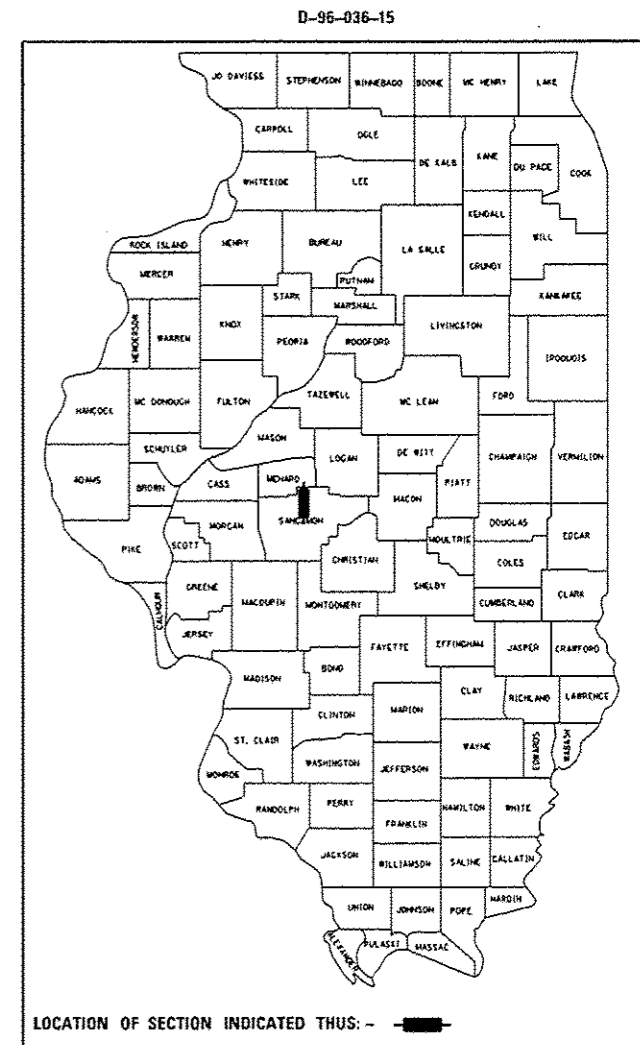 D-96-036-15
JO DAVIESS STEPHENSON WINNEBAGO BOONE MC HENRY LAKE
CARROLL OGLE DE KALB KANE DU PAGE COOK
WHITESIDE LEE KENDALL WILL
ROCK ISLAND HENRY BUREAU LA SALLE GRUNDY
MERCER PUTNAM KANKAKEE
HENDERSON WARREN KNOX STARK MARSHALL LIVINGSTON
PEORIA WOODFORD IROQUOIS
HANCOCK MC DONOUGH FULTON TAZEWELL MC LEAN FORD
MASON
SCHUYLER LOGAN DE WITT CHAMPAIGN VERMILION
ADAMS BROWN CASS MENARD PIATT
MACON
MORGAN SANGAMON DOUGLAS
PIKE SCOTT MOULTRIE EDGAR
CHRISTIAN COLES
GREENE MACOUPIN MONTGOMERY SHELBY CUMBERLAND CLARK
CALHOUN
JERSEY FAYETTE EFFINGHAM JASPER CRAWFORD
MADISON BOND
CLAY RICHLAND LAWRENCE
CLINTON MARION
ST. CLAIR WAYNE EDWARDS WABASH
WASHINGTON JEFFERSON
MONROE
RANDOLPH PERRY HAMILTON WHITE
FRANKLIN
JACKSON WILLIAMSON SALINE GALLATIN
HARDIN
UNION JOHNSON POPE
ALEXANDER PULASKI MASSAC
LOCATION OF SECTION INDICATED THUS: -